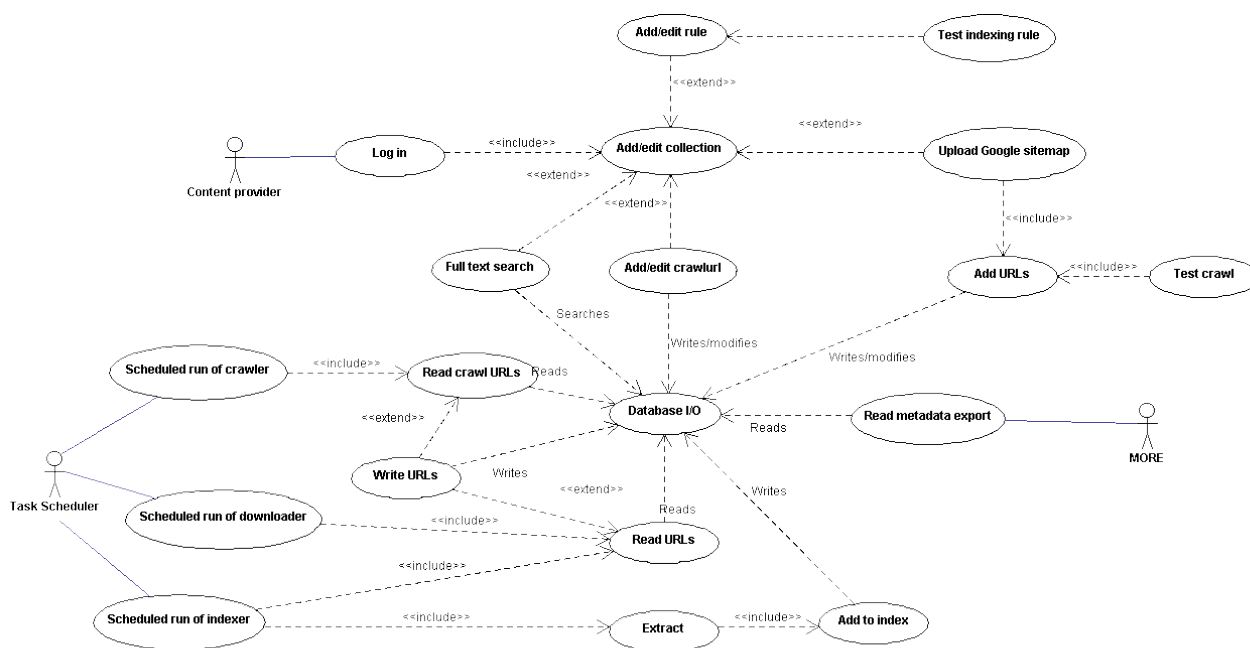 Add/edit rule
Test indexing rule
<<extend>>
<<extend>>
<<include>>
Log in
Add/edit collection
Upload Google sitemap
Content provider
<<extend>>
<<extend>>
<<include>>
Full text search
Add/edit crawlurl
Add URLs
<<include>>
Test crawl
Searches
Writes/modifies
Writes/modifies
Scheduled run of crawler
<<include>>
Read crawl URLs
Reads
<<extend>>
Database I/O
Read metadata export
Reads
MORE
Write URLs
Writes
<<extend>>
Writes
Task Scheduler
Scheduled run of downloader
<<include>>
Reads
Read URLs
<<include>>
Scheduled run of indexer
<<include>>
Extract
<<include>>
Add to index